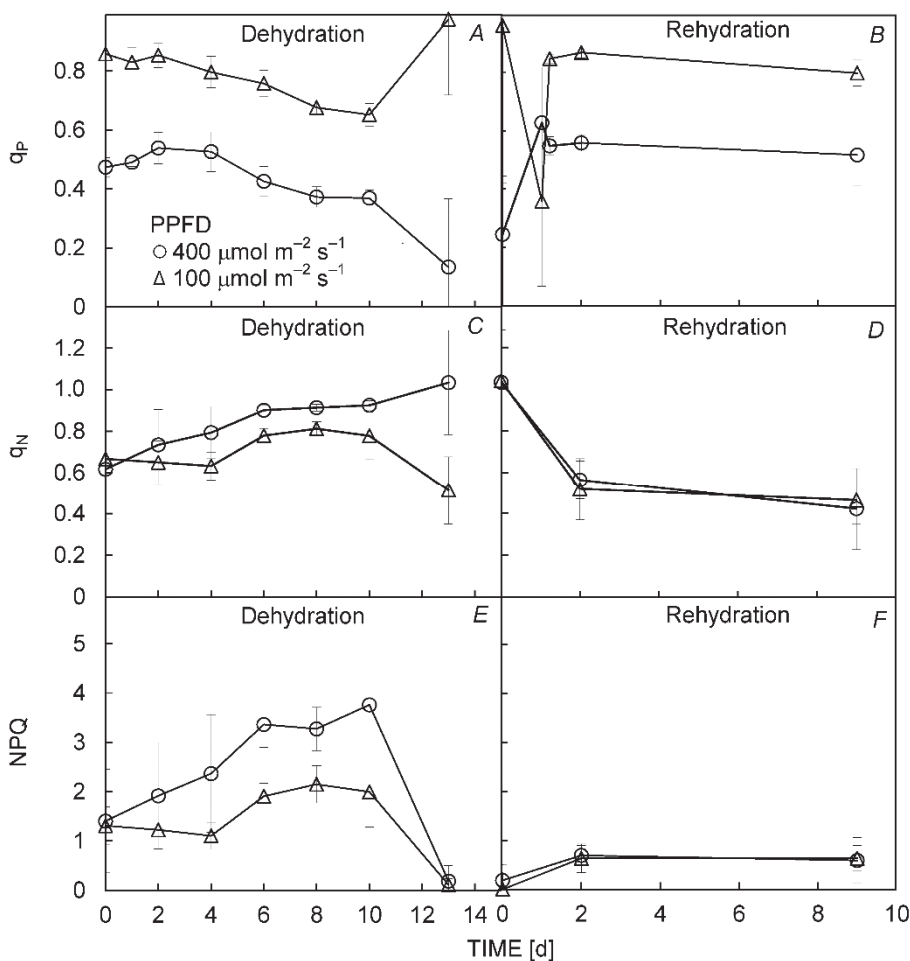 Dehydration A
Rehydration B
0.8
0.6
0.4
0.2
0
qP
PPFD
400 μmol m–2 s–1
100 μmol m–2 s–1
Dehydration C
Rehydration D
1.2
1.0
0.8
0.6
0.4
0.2
0
qN
Dehydration E
Rehydration F
5
4
3
2
1
0
NPQ
0 2 4 6 8 10 12 14 0 2 4 6 8 10
TIME [d]